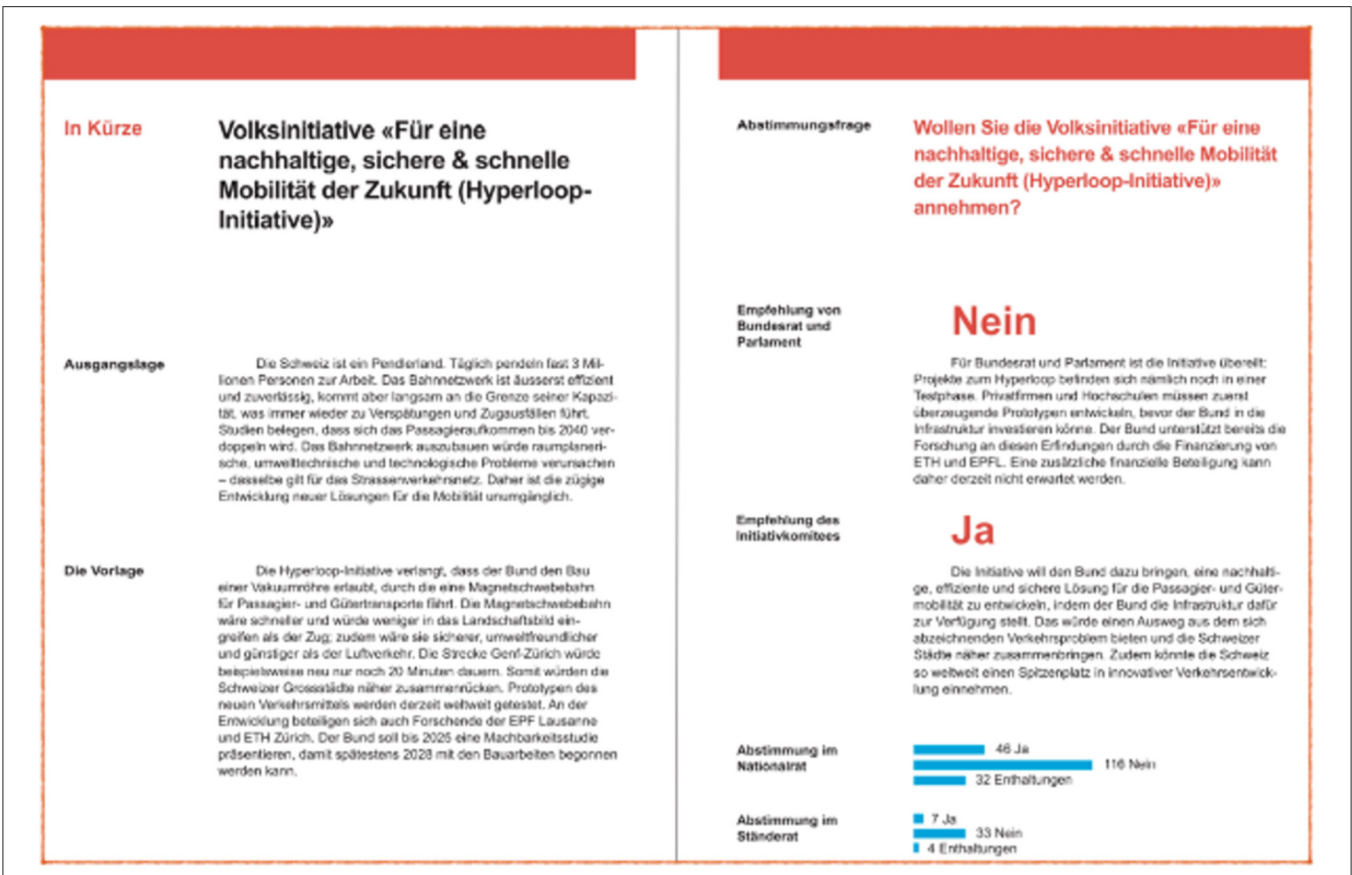 In Kürze
Volksinitiative «Für eine
nachhaltige, sichere & schnelle
Mobilität der Zukunft (Hyperloop-
Initiative)»
Ausgangslage
Die Schweiz ist ein Pendlerland. Täglich pendeln fast 3 Mil-
lionen Personen zur Arbeit. Das Bahnnetzwerk ist äusserst effizient
und zuverlässig, kommt aber langsam an die Grenze seiner Kapazi-
tät, was immer wieder zu Verspätungen und Zugausfällen führt.
Studien belegen, dass sich das Passagieraufkommen bis 2040 ver-
doppeln wird. Das Bahnnetzwerk auszubauen würde raumplaneri-
sche, umwelttechnische und technologische Probleme verursachen
– dasselbe gilt für das Strassenverkehrsnetz. Daher ist die zügige
Entwicklung neuer Lösungen für die Mobilität unumgänglich.
Die Vorlage
Die Hyperloop-Initiative verlangt, dass der Bund den Bau
einer Vakuumröhre erlaubt, durch die eine Magnetschwebebahn
für Passagier- und Gütertransporte fährt. Die Magnetschwebebahn
wäre schneller und würde weniger in das Landschaftsbild ein-
greifen als der Zug; zudem wäre sie sicherer, umweltfreundlicher
und günstiger als der Luftverkehr. Die Strecke Genf-Zürich würde
beispielsweise neu nur noch 20 Minuten dauern. Somit würden die
Schweizer Grossstädte näher zusammenrücken. Prototypen des
neuen Verkehrsmittels werden derzeit weltweit getestet. An der
Entwicklung beteiligen sich auch Forschende der EPF Lausanne
und ETH Zürich. Der Bund soll bis 2025 eine Machbarkeitsstudie
präsentieren, damit spätestens 2028 mit den Bauarbeiten begonnen
werden kann.
Abstimmungsfrage
Wollen Sie die Volksinitiative «Für eine
nachhaltige, sichere & schnelle Mobilität
der Zukunft (Hyperloop-Initiative)»
annehmen?
Empfehlung von
Bundesrat und
Parlament
Nein
Für Bundesrat und Parlament ist die Initiative übereilt:
Projekte zum Hyperloop befinden sich nämlich noch in einer
Testphase. Privatfirmen und Hochschulen müssen zuerst
überzeugende Prototypen entwickeln, bevor der Bund in die
Infrastruktur investieren könne. Der Bund unterstützt bereits die
Forschung an diesen Erfindungen durch die Finanzierung von
ETH und EPFL. Eine zusätzliche finanzielle Beteiligung kann
daher derzeit nicht erwartet werden.
Empfehlung des
Initiativkomitees
Ja
Die Initiative will den Bund dazu bringen, eine nachhalti-
ge, effiziente und sichere Lösung für die Passagier- und Güter-
mobilität zu entwickeln, indem der Bund die Infrastruktur dafür
zur Verfügung stellt. Das würde einen Ausweg aus dem sich
abzeichnenden Verkehrsproblem bieten und die Schweizer
Städte näher zusammenbringen. Zudem könnte die Schweiz
so weltweit einen Spitzenplatz in innovativer Verkehrsentwick-
lung einnehmen.
Abstimmung im
Nationalrat
46 Ja
116 Nein
32 Enthaltungen
Abstimmung im
Ständerat
7 Ja
33 Nein
4 Enthaltungen